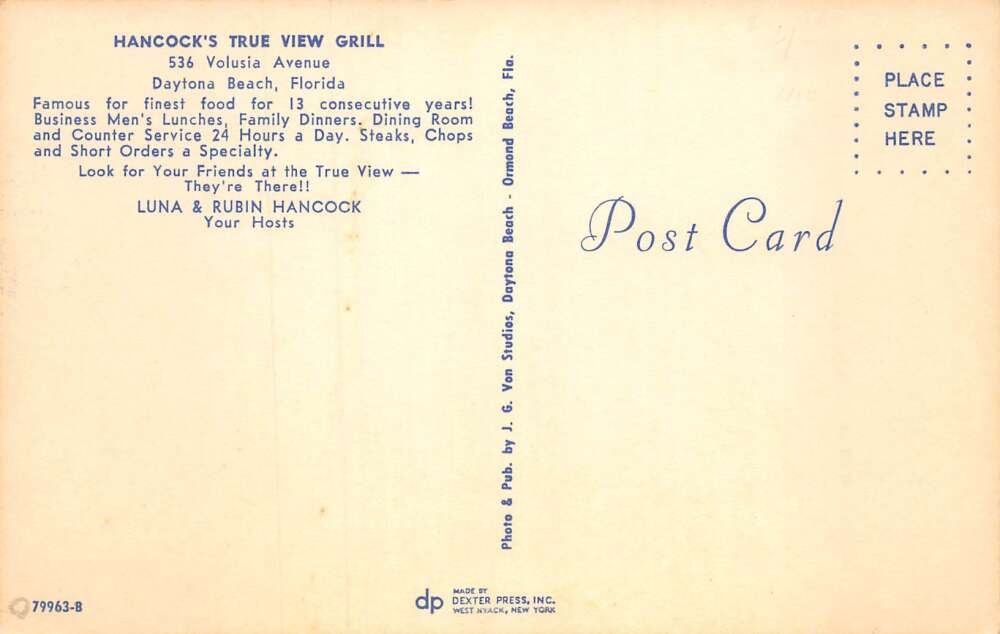 HANCOCK'S TRUE VIEW GRILL
536 Volusia Avenue
Daytona Beach, Florida
Famous for finest food for 13 consecutive years!
Business Men's Lunches, Family Dinners. Dining Room
and Counter Service 24 Hours a Day. Steaks, Chops
and Short Orders a Specialty.
Look for Your Friends at the True View —
They're There!!
LUNA & RUBIN HANCOCK
Your Hosts
Photo & Pub. by J. G. Von Studios, Daytona Beach - Ormond Beach, Fla.
PLACE
STAMP
HERE
Post Card
79963-B
dp
MADE BY
DEXTER PRESS, INC.
WEST NYACK, NEW YORK